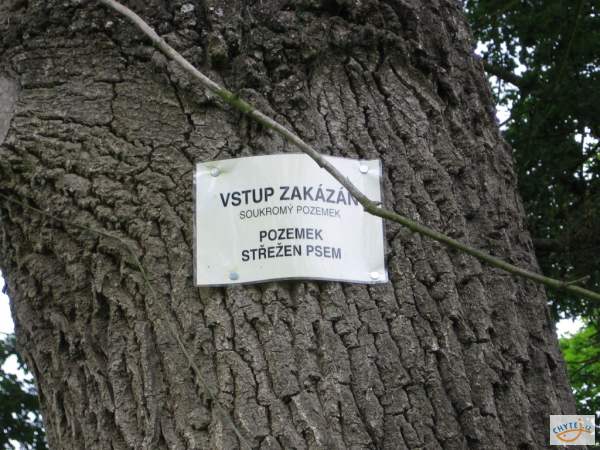 VSTUP ZAKÁZÁN
SOUKROMÝ POZEMEK
POZEMEK
STŘEŽEN PSEM